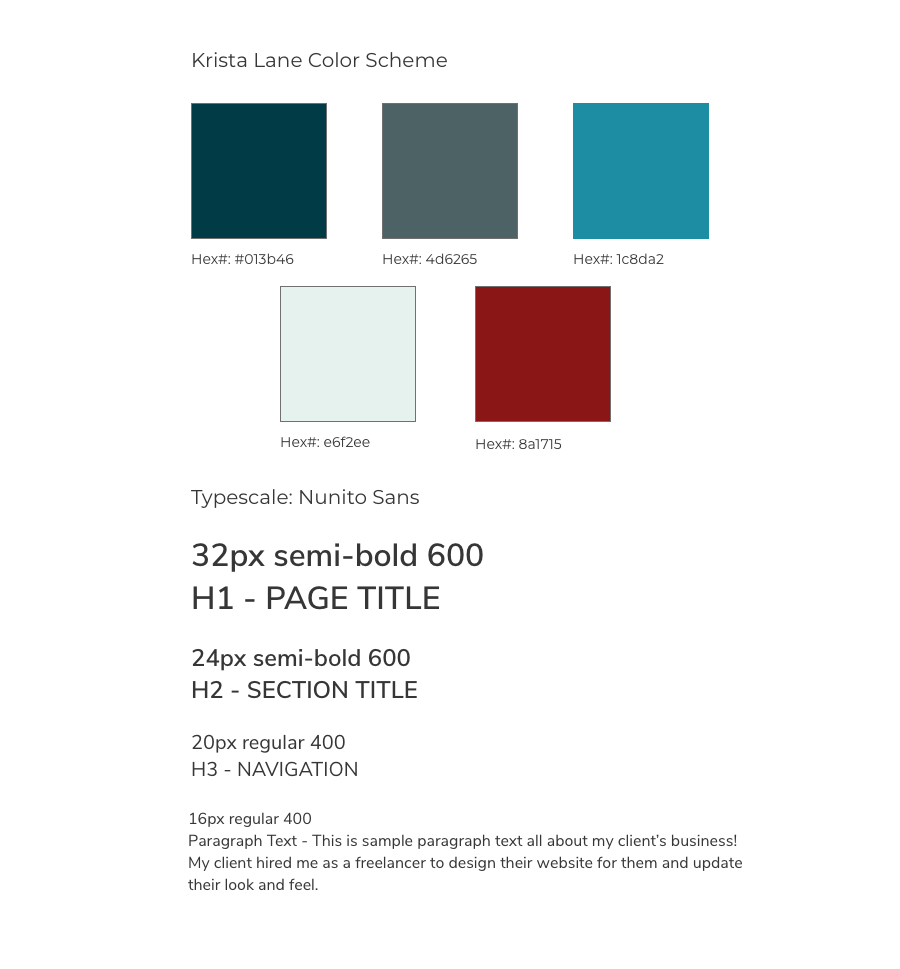 Krista Lane Color Scheme
Hex#: #013b46
Hex#: 4d6265
Hex#: 1c8da2
Hex#: e6f2ee
Hex#: 8a1715
Typescale: Nunito Sans
32px semi-bold 600
H1 - PAGE TITLE
24px semi-bold 600
H2 - SECTION TITLE
20px regular 400
H3 - NAVIGATION
16px regular 400
Paragraph Text - This is sample paragraph text all about my client’s business!
My client hired me as a freelancer to design their website for them and update
their look and feel.